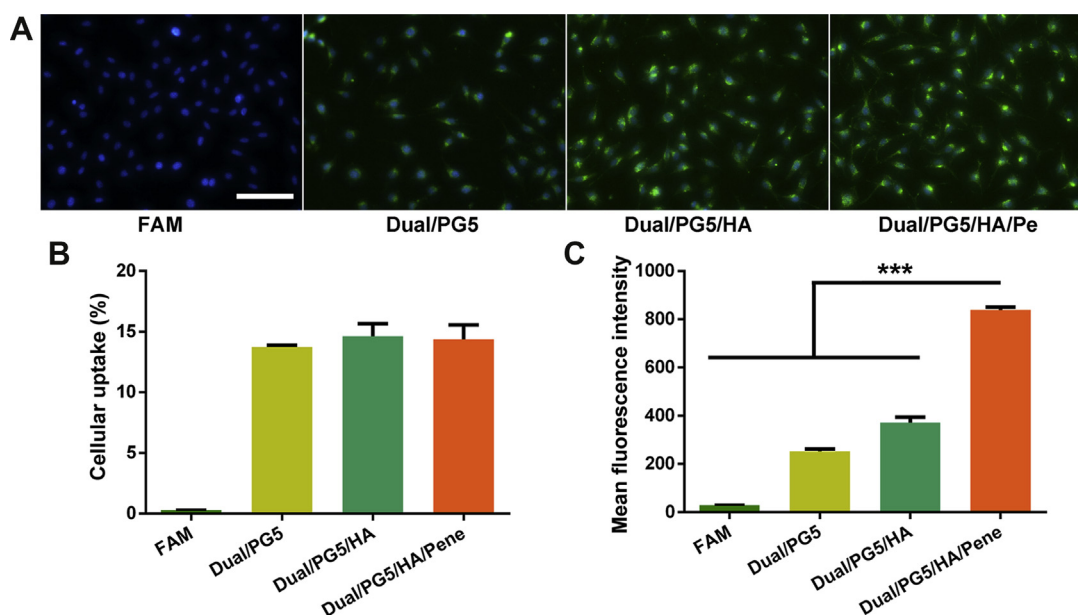 A
FAM
Dual/PG5
Dual/PG5/HA
Dual/PG5/HA/Pe
B
Cellular uptake (%)
20
15
10
5
0
FAM
Dual/PG5
Dual/PG5/HA
Dual/PG5/HA/Pene
C
Mean fluorescence intensity
1000
800
600
400
200
0
***
FAM
Dual/PG5
Dual/PG5/HA
Dual/PG5/HA/Pene